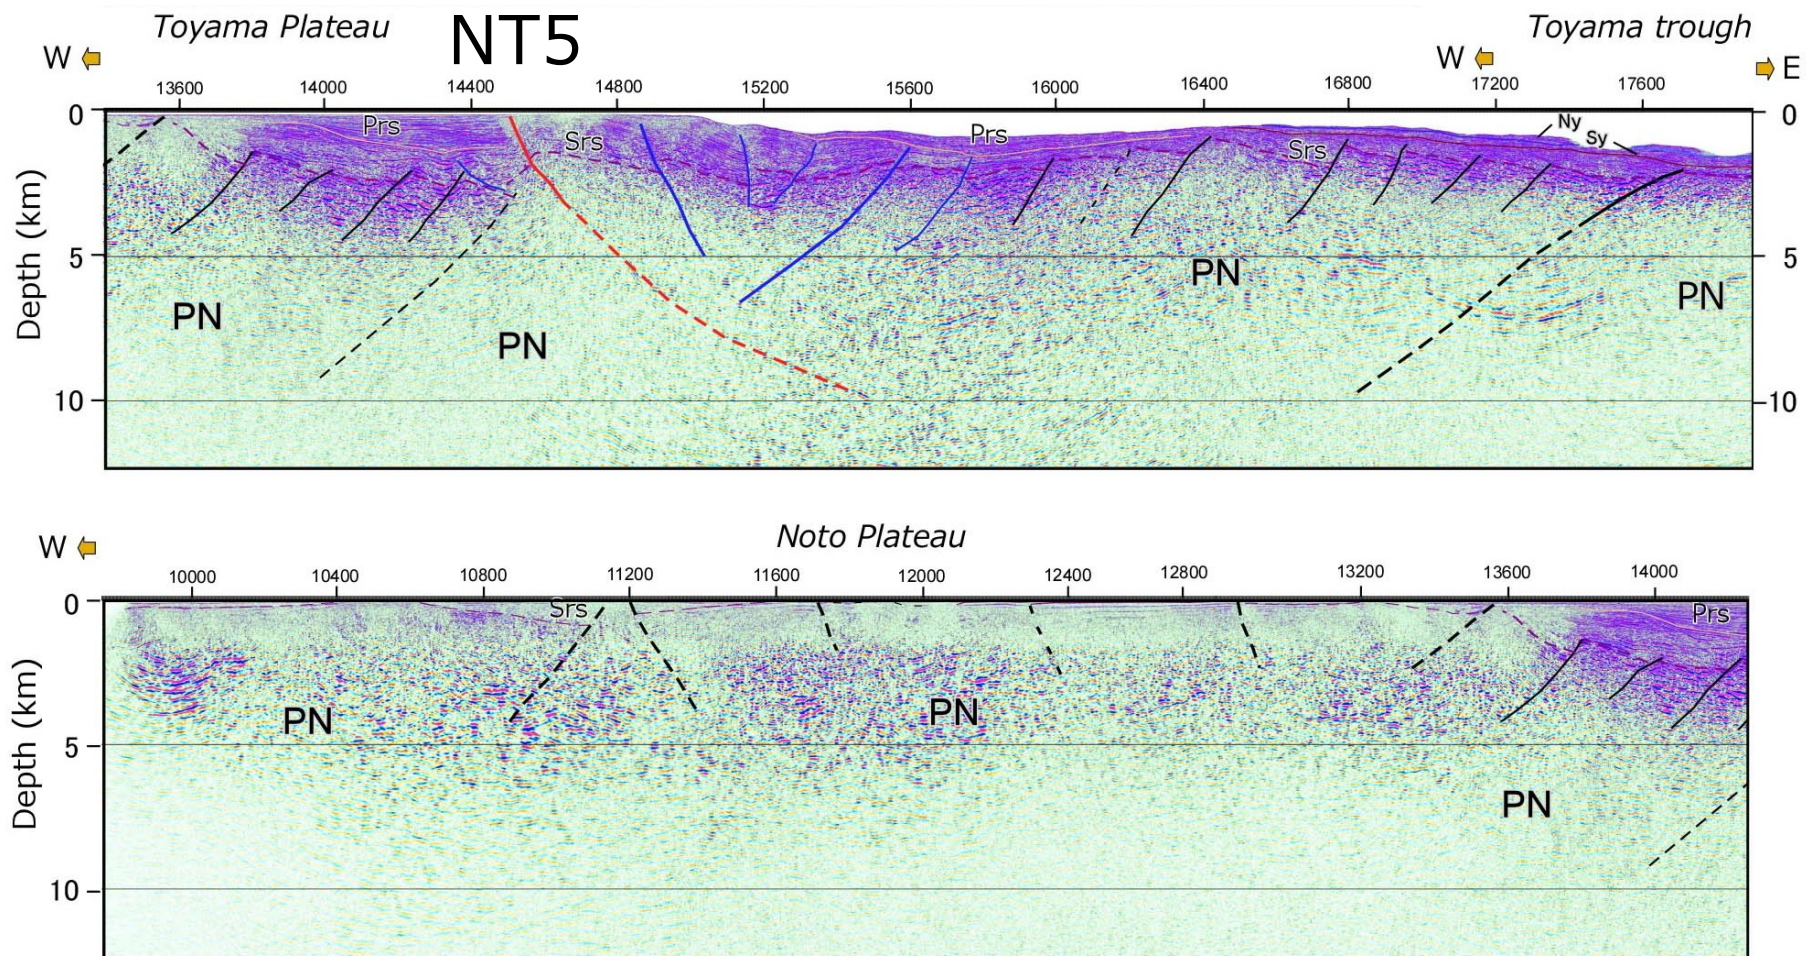 Toyama Plateau NT5 Toyama trough
W W E
13600 14000 14400 14800 15200 15600 16000 16400 16800 17200 17600
0 0
Prs Srs Prs Srs Ny Sy
Depth (km)
5 5
PN PN PN PN
10 10
Noto Plateau
W
10000 10400 10800 11200 11600 12000 12400 12800 13200 13600 14000
0
Srs Prs
Depth (km)
PN PN
5
PN
10